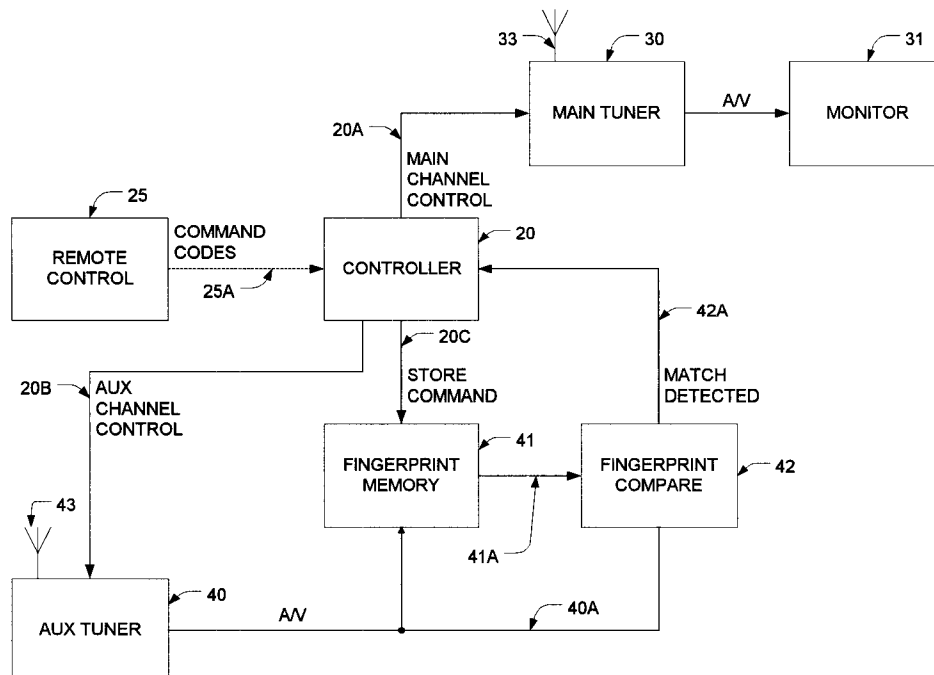 33
30
31
MAIN TUNER
A/V
MONITOR
20A
MAIN
CHANNEL
CONTROL
25
REMOTE
CONTROL
COMMAND
CODES
25A
20
CONTROLLER
42A
20C
20B
AUX
CHANNEL
CONTROL
STORE
COMMAND
MATCH
DETECTED
41
FINGERPRINT
MEMORY
41A
FINGERPRINT
COMPARE
42
43
40
AUX TUNER
A/V
40A